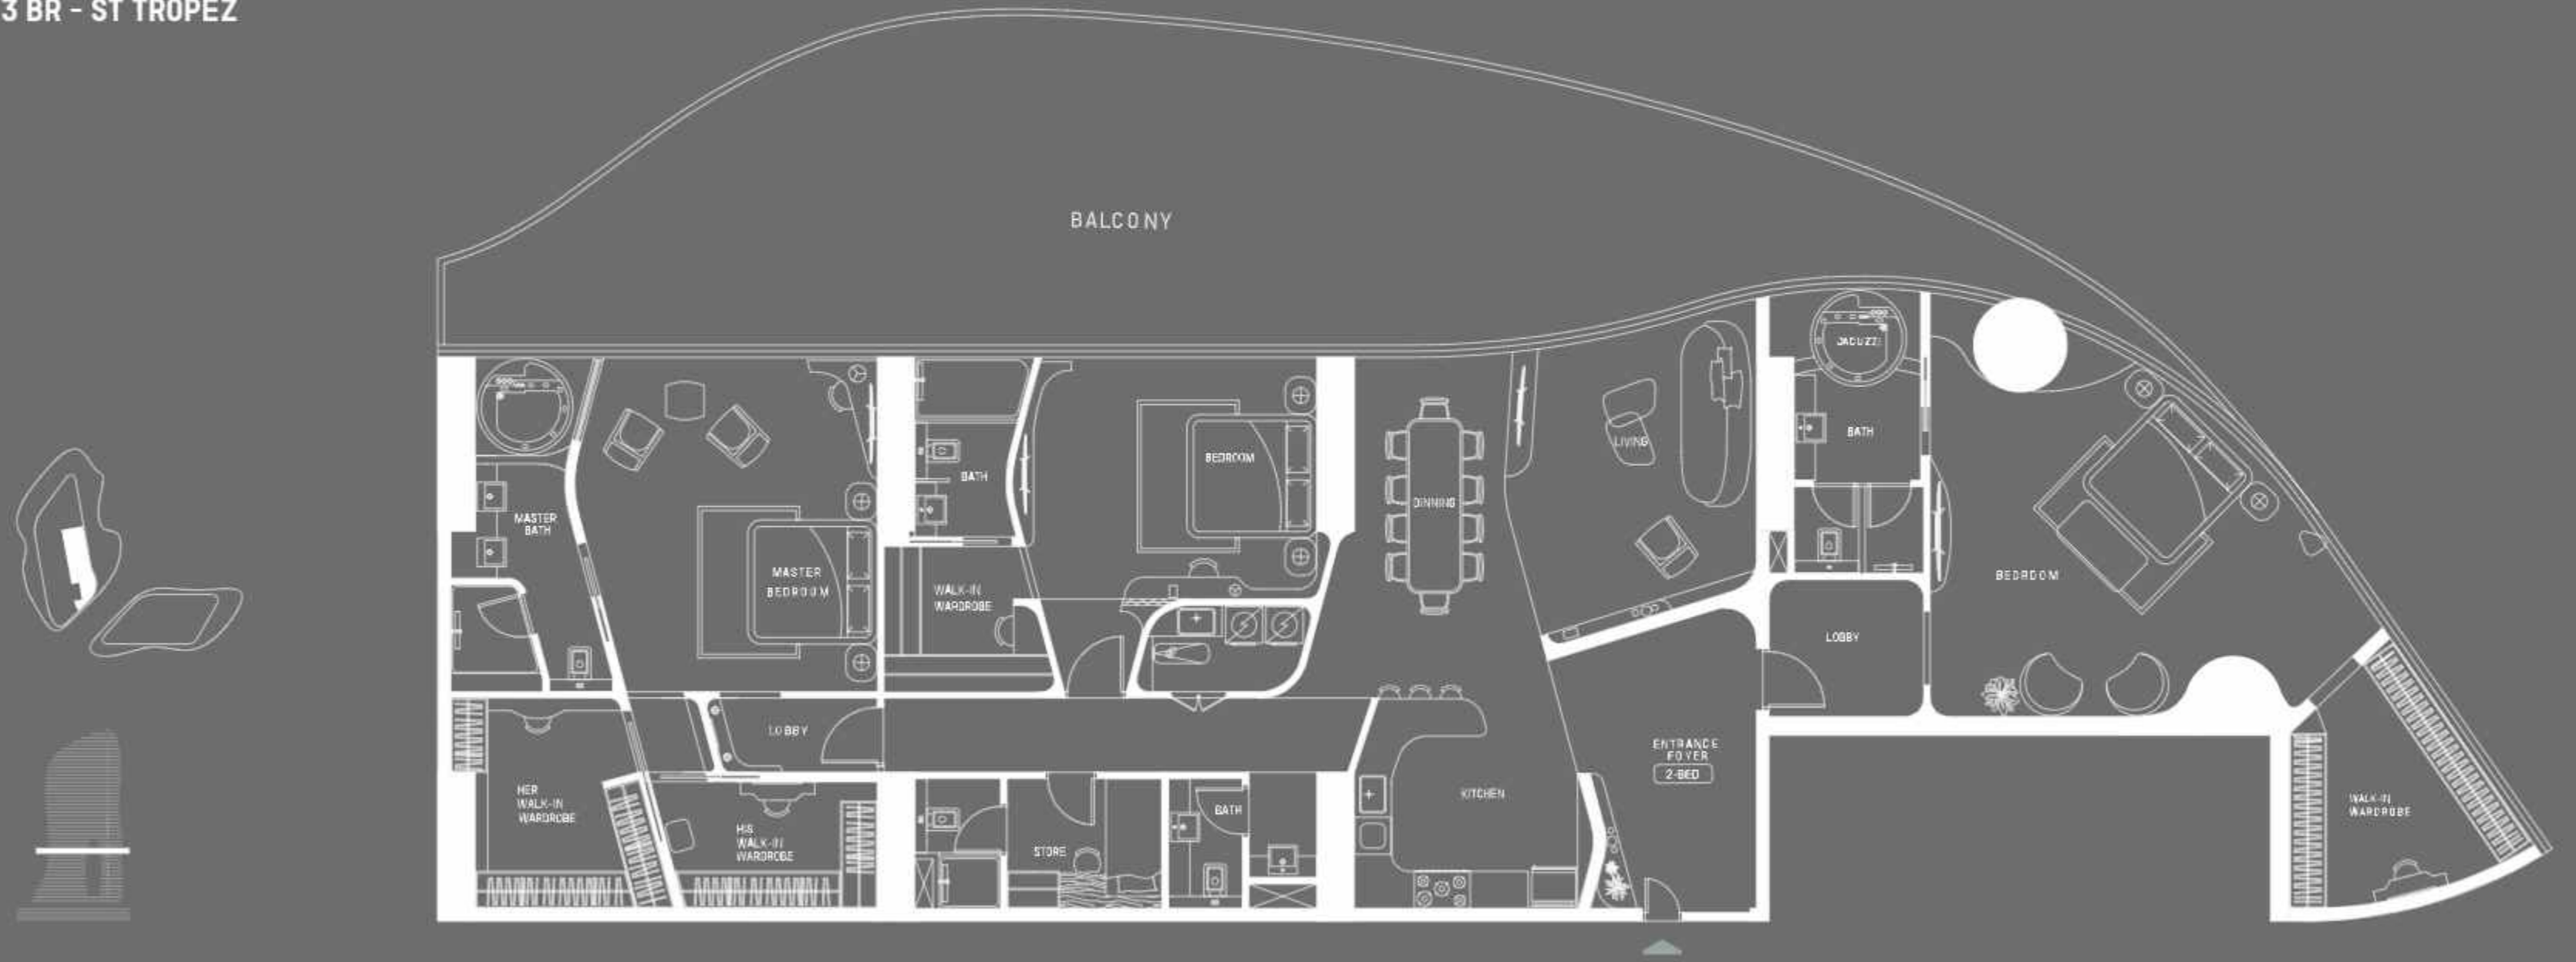 3 BR - ST TROPEZ
BALCONY
JACUZZI
BATH
LIVING
BEDROOM
BATH
DINNING
MASTER
BATH
MASTER
BEDROOM
WALK-IN
WARDROBE
BEDROOM
LOBBY
LOBBY
ENTRANCE
FOYER
2-BED
HER
WALK-IN
WARDROBE
HIS
WALK-IN
WARDROBE
STORE
BATH
KITCHEN
WALK-IN
WARDROBE